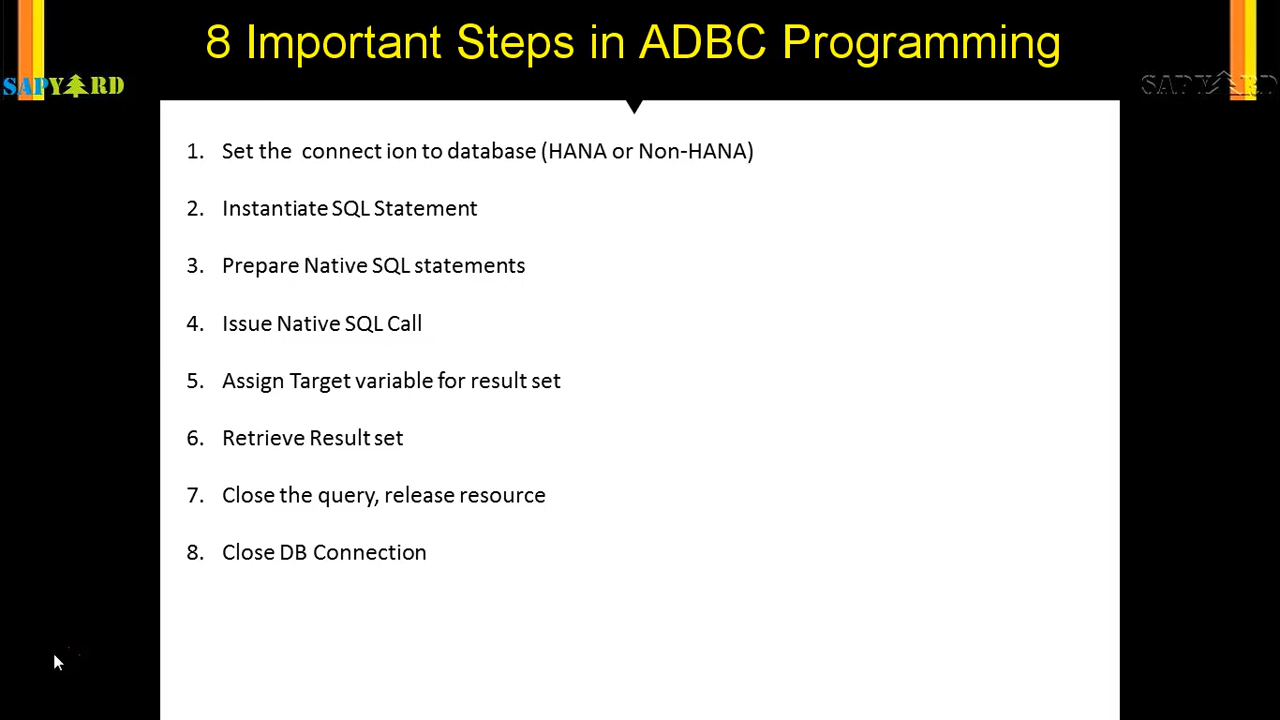 8 Important Steps in ADBC Programming
SAPYARD
SAPYARD
1. Set the connect ion to database (HANA or Non-HANA)
2. Instantiate SQL Statement
3. Prepare Native SQL statements
4. Issue Native SQL Call
5. Assign Target variable for result set
6. Retrieve Result set
7. Close the query, release resource
8. Close DB Connection